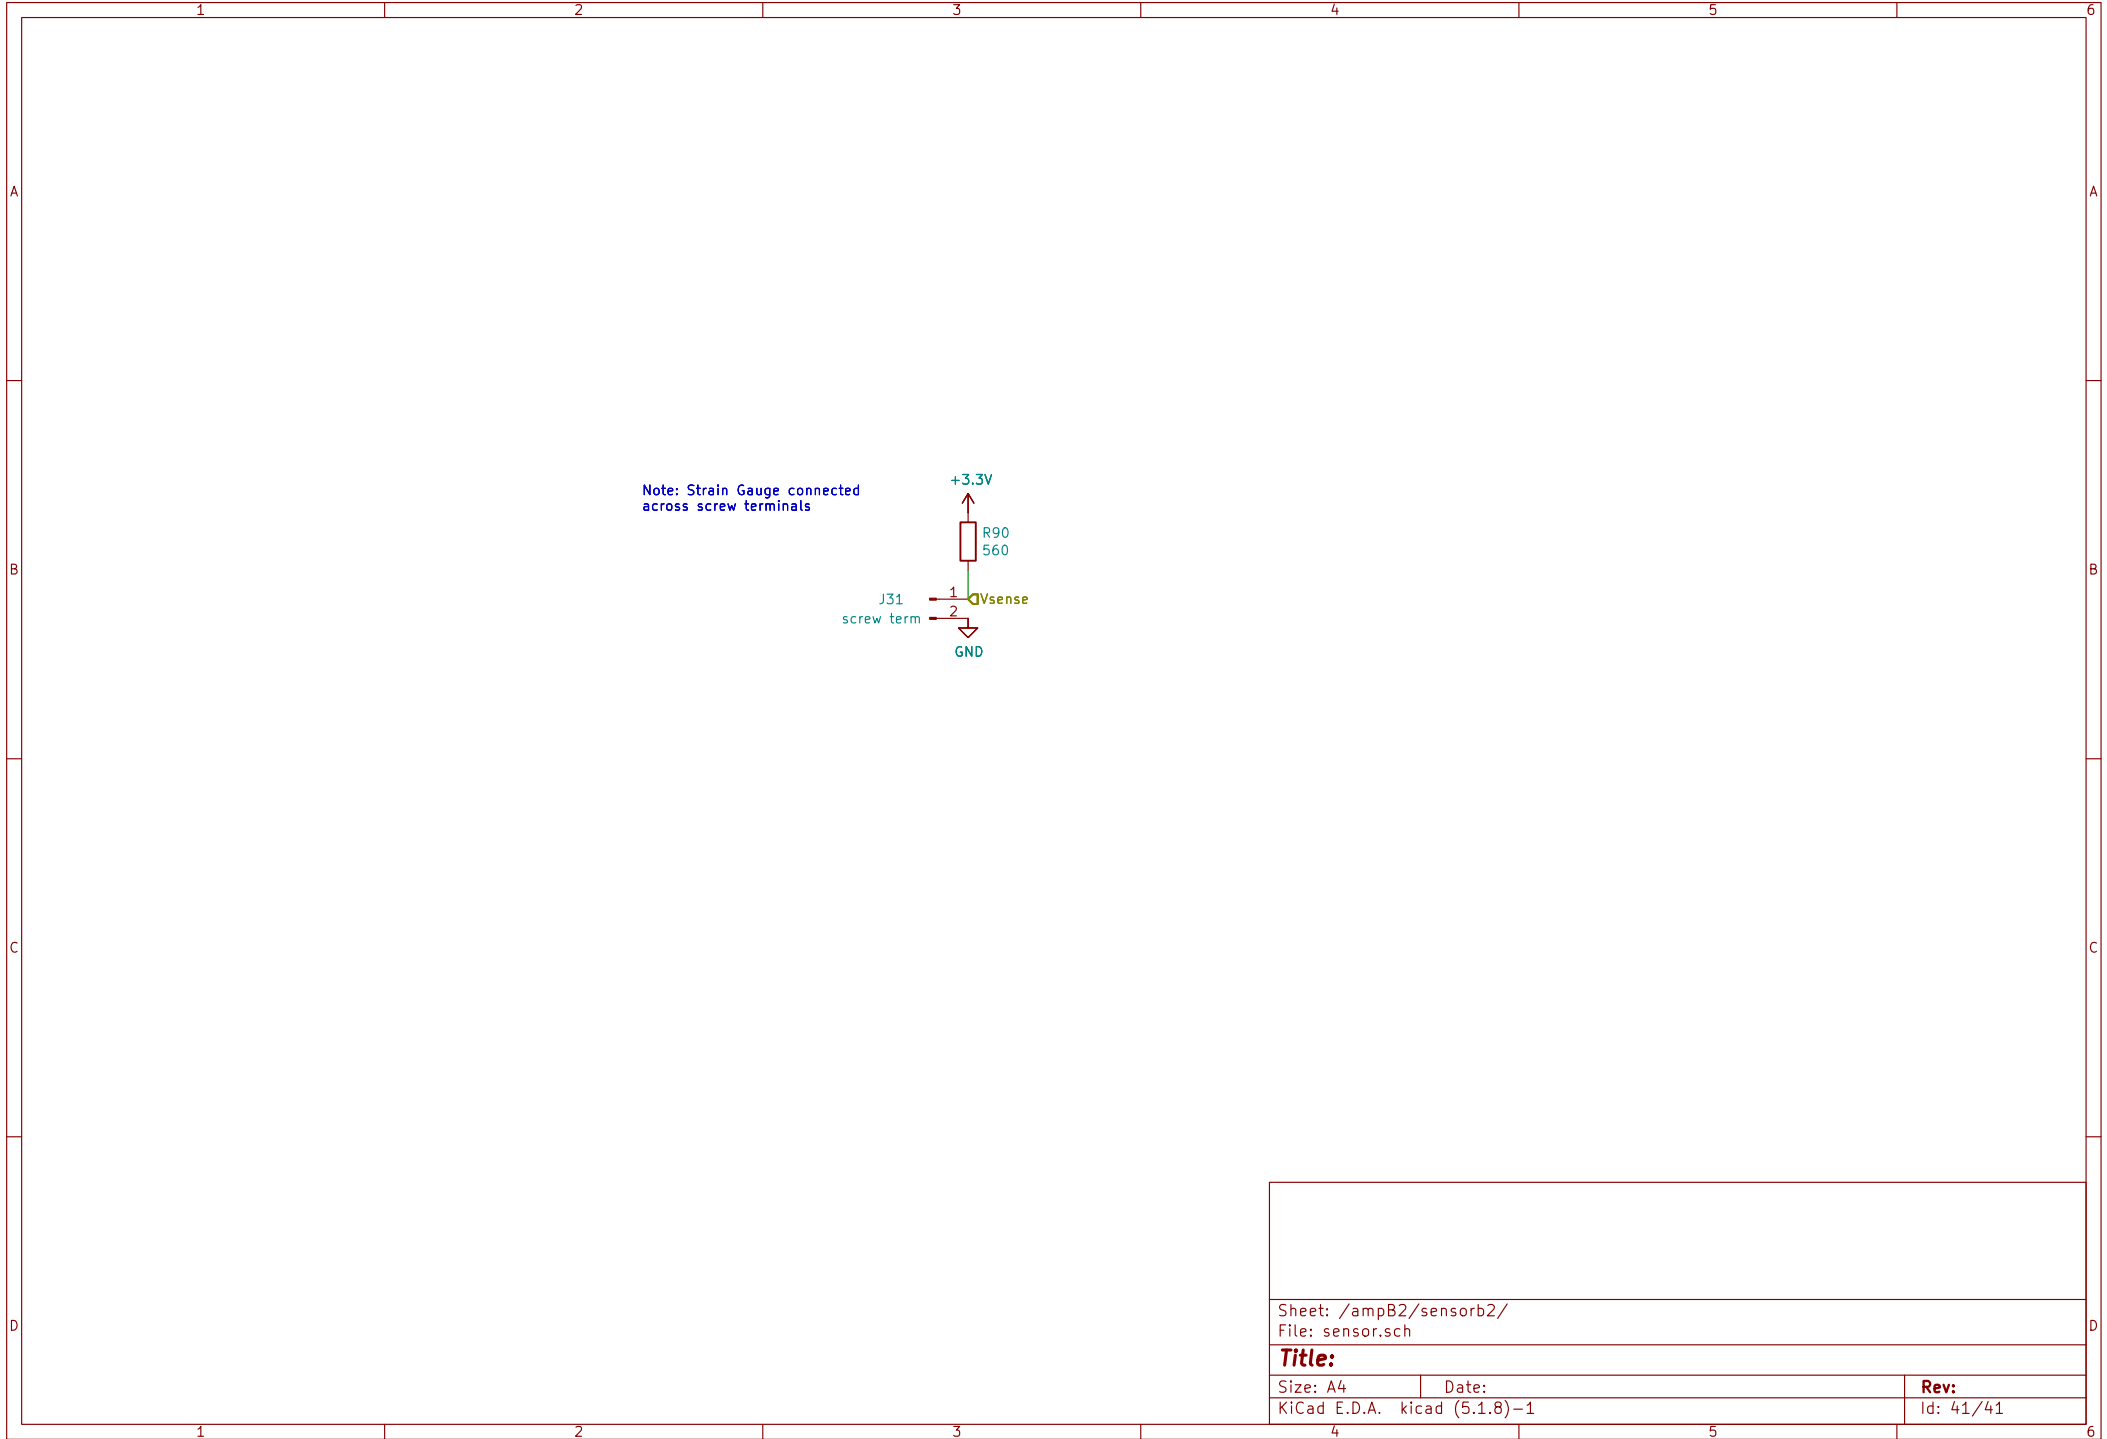 1 2 3 4 5 6
A A
Note: Strain Gauge connected
across screw terminals
+3.3V
R90
560
B B
J31 1 Vsense
screw term 2
GND
C C
Sheet: /ampB2/sensorb2/
File: sensor.sch
D D
Title:
Size: A4 Date: Rev:
KiCad E.D.A. kicad (5.1.8)-1 Id: 41/41
1 2 3 4 5 6